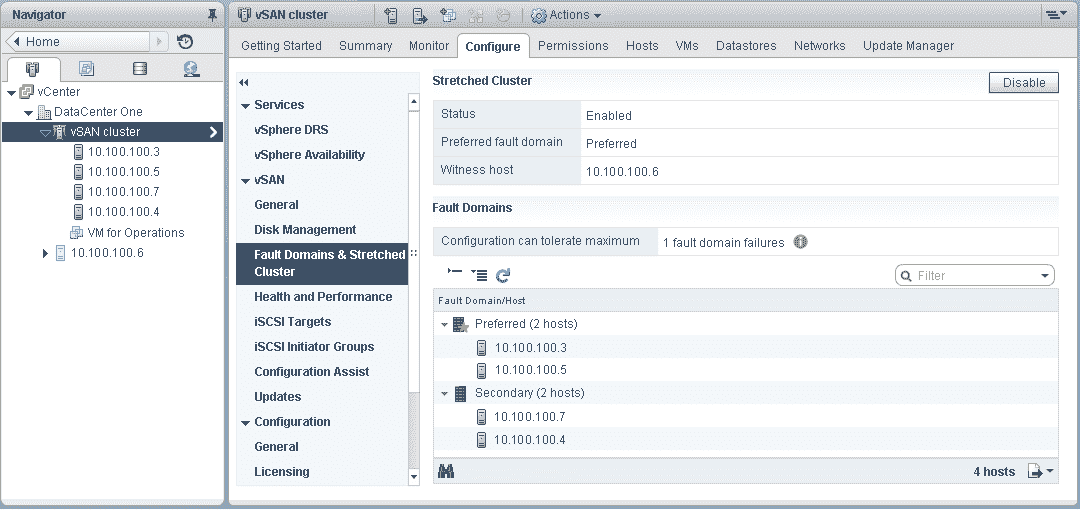 Navigator
Home
vCenter
DataCenter One
vSAN cluster
10.100.100.3
10.100.100.5
10.100.100.7
10.100.100.4
VM for Operations
10.100.100.6
vSAN cluster
Actions
Getting Started Summary Monitor Configure Permissions Hosts VMs Datastores Networks Update Manager
Services
vSphere DRS
vSphere Availability
vSAN
General
Disk Management
Fault Domains & Stretched
Cluster
Health and Performance
iSCSI Targets
iSCSI Initiator Groups
Configuration Assist
Updates
Configuration
General
Licensing
Stretched Cluster
Disable
Status Enabled
Preferred fault domain Preferred
Witness host 10.100.100.6
Fault Domains
Configuration can tolerate maximum 1 fault domain failures
Filter
Fault Domain/Host
Preferred (2 hosts)
10.100.100.3
10.100.100.5
Secondary (2 hosts)
10.100.100.7
10.100.100.4
4 hosts